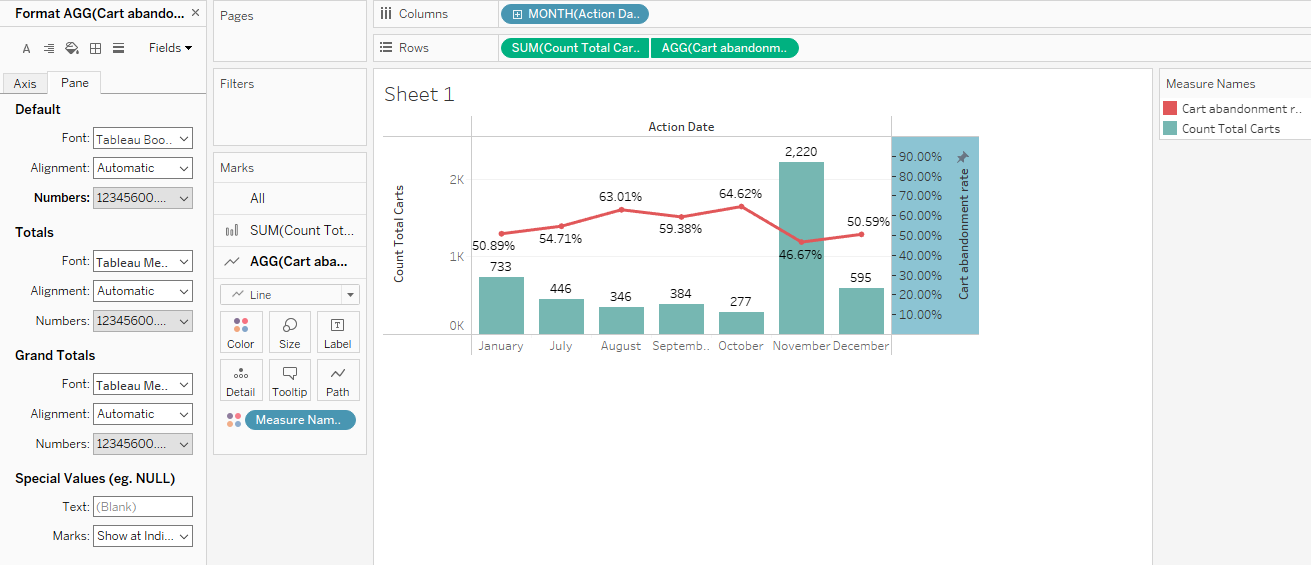 Format AGG(Cart abando... ×
Fields
Axis
Pane
Default
Font: Tableau Boo..
Alignment: Automatic
Numbers: 12345600....
Totals
Font: Tableau Me..
Alignment: Automatic
Numbers: 12345600....
Grand Totals
Font: Tableau Me..
Alignment: Automatic
Numbers: 12345600....
Special Values (eg. NULL)
Text: (Blank)
Marks: Show at Indi...
Pages
Filters
Marks
All
SUM(Count Tot...
AGG(Cart aba...
Line
Color
Size
T
Label
Detail
Tooltip
Path
Measure Nam..
Columns
MONTH(Action Da..
Rows
SUM(Count Total Car..
AGG(Cart abandonm..
Sheet 1
Action Date
Count Total Carts
2K
1K
0K
50.89%
54.71%
63.01%
59.38%
64.62%
46.67%
50.59%
733
446
346
384
277
2,220
595
January
July
August
Septemb..
October
November
December
90.00%
80.00%
70.00%
60.00%
50.00%
40.00%
30.00%
20.00%
10.00%
Cart abandonment rate
Measure Names
Cart abandonment r..
Count Total Carts